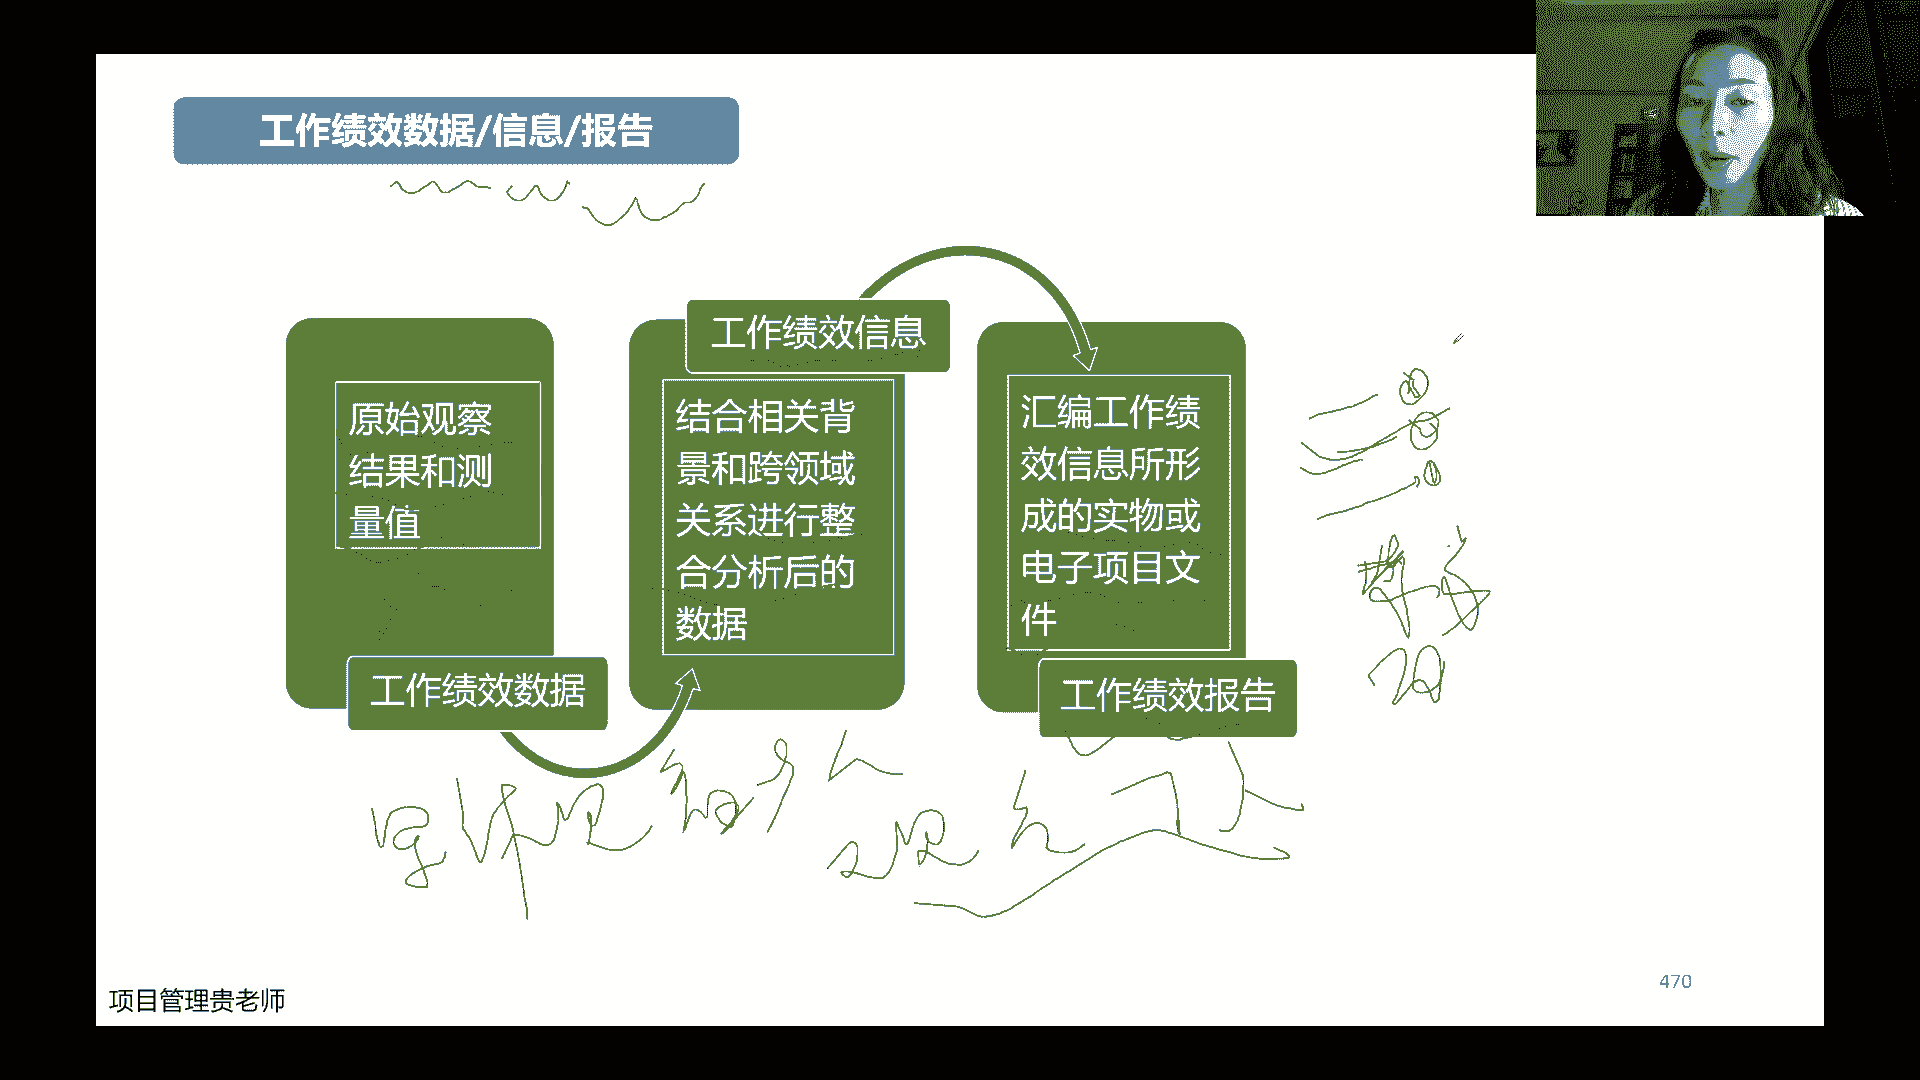 工作绩效数据/信息/报告
原始观察
结果和测
量值
工作绩效数据
工作绩效信息
结合相关背
景和跨领域
关系进行整
合分析后的
数据
汇编工作绩
效信息所形
成的实物或
电子项目文
件
工作绩效报告
470
项目管理贵老师